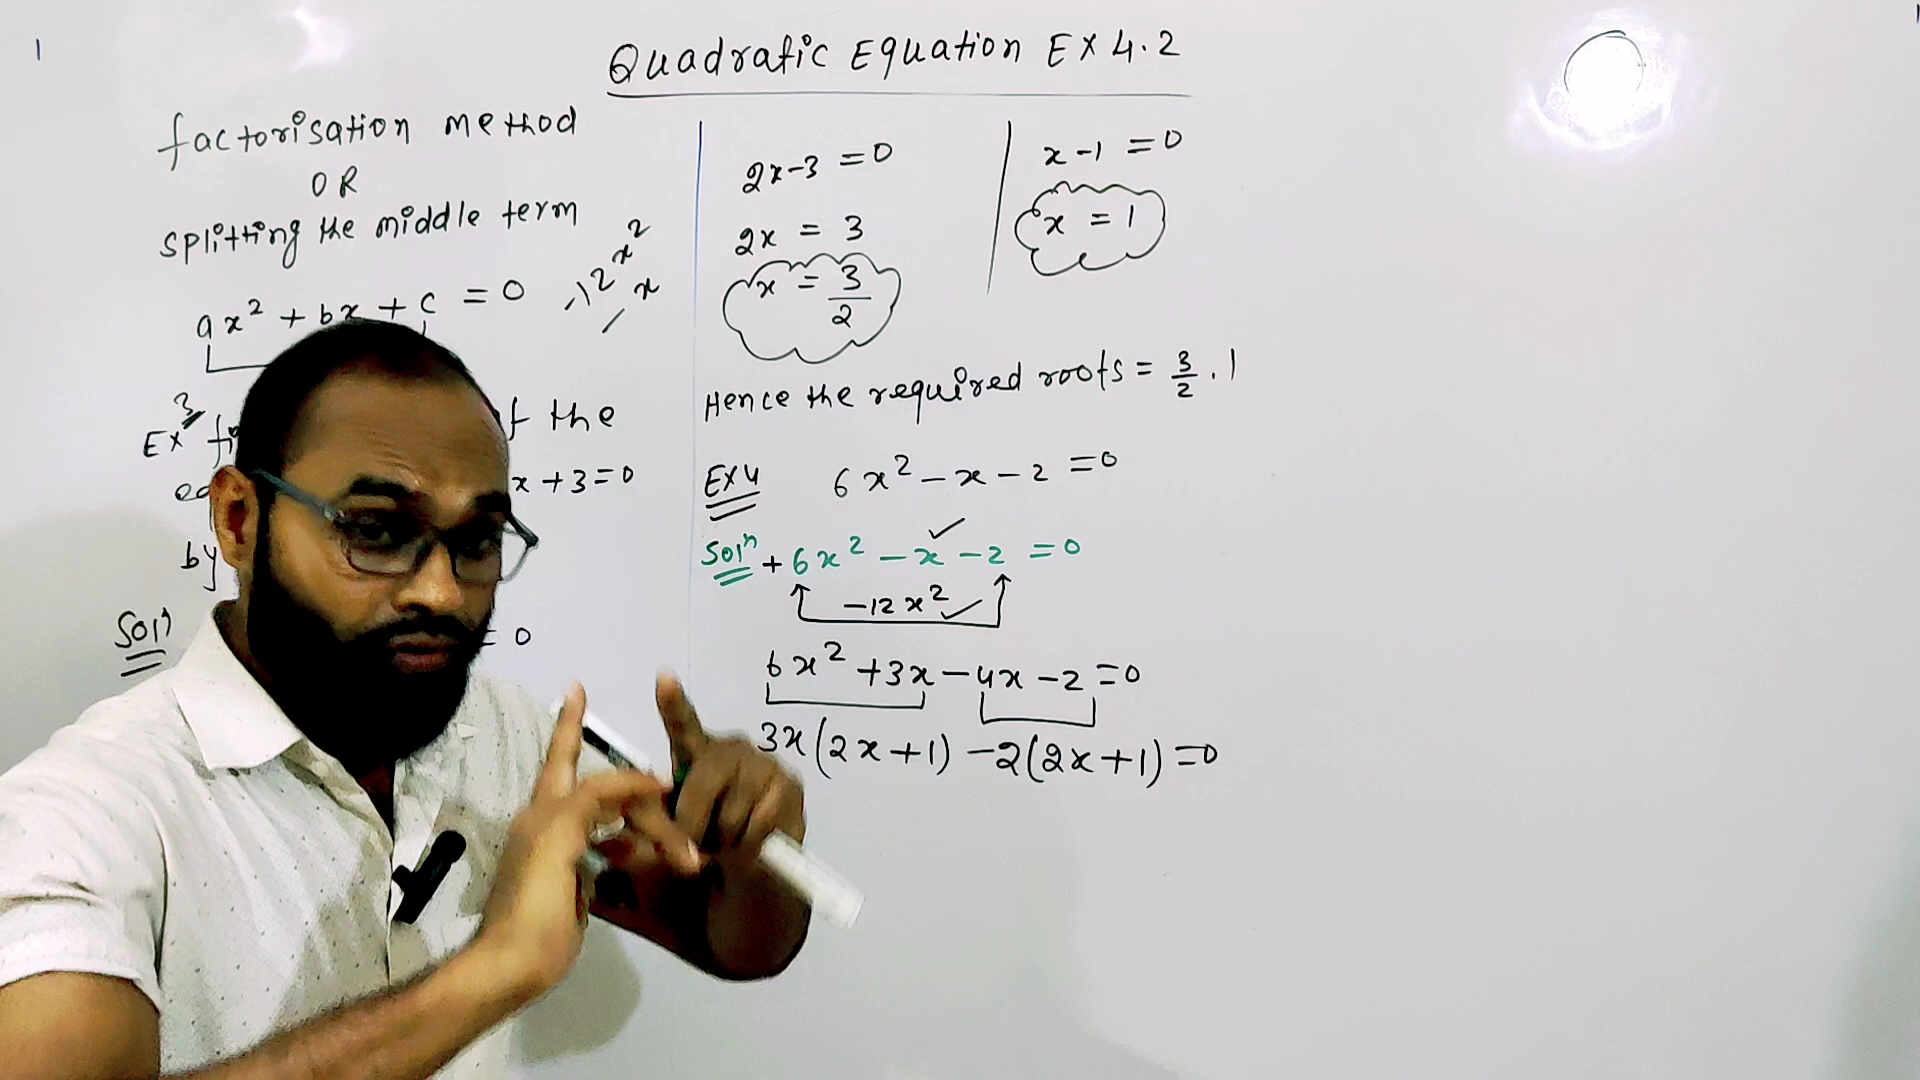 Quadratic Equation EX 4.2
factorisation method
OR
splitting the middle term
ax² + bx + c = 0
12x²
x
Ex 3 f the
x + 3 = 0
by
Solⁿ = 0
2x - 3 = 0
2x = 3
x = 3/2
x - 1 = 0
x = 1
Hence the required roots = 3/2 . 1
EX4 6x² - x - 2 = 0
Solⁿ + 6x² - x - 2 = 0
-12x²
6x² + 3x - 4x - 2 = 0
3x(2x + 1) - 2(2x + 1) = 0